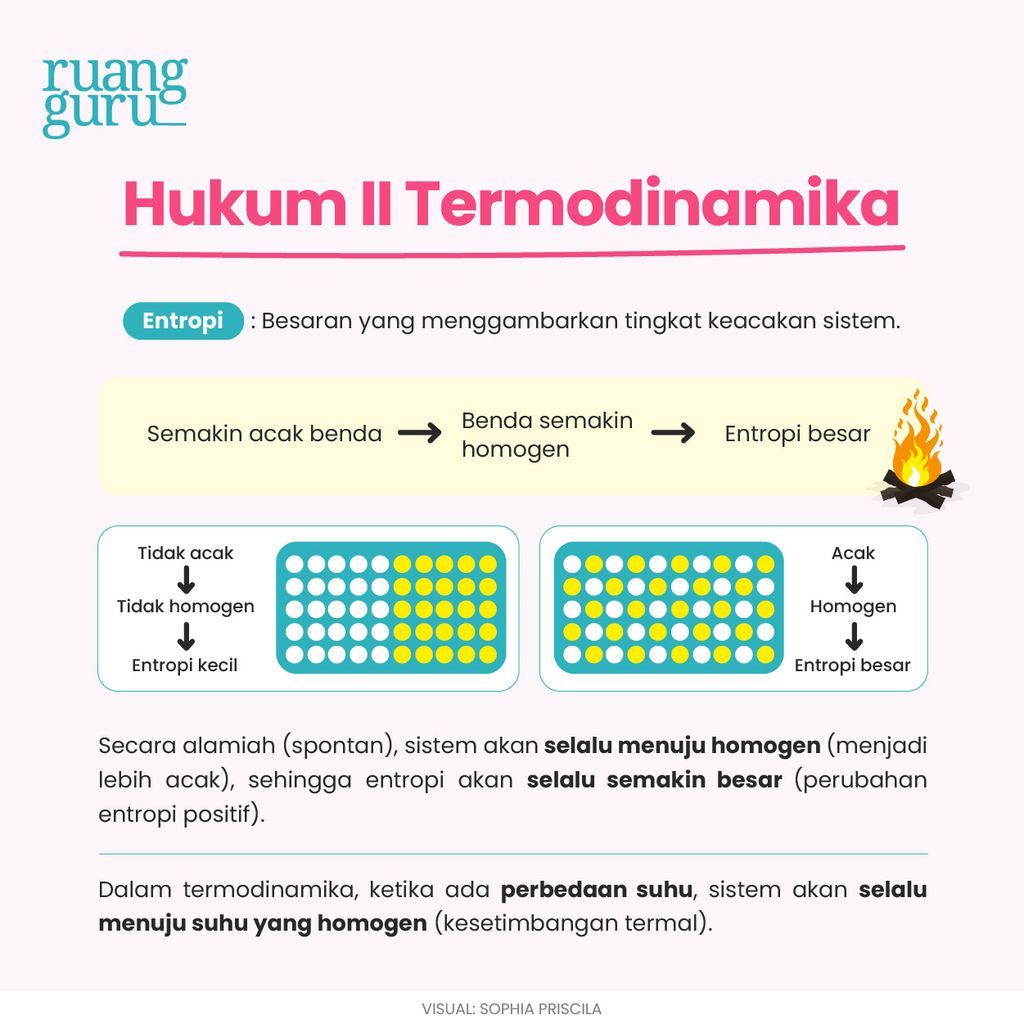 ruang
guru
Hukum II Termodinamika
Entropi : Besaran yang menggambarkan tingkat keacakan sistem.
Semakin acak benda → Benda semakin homogen → Entropi besar
Tidak acak
↓
Tidak homogen
↓
Entropi kecil
Acak
↓
Homogen
↓
Entropi besar
Secara alamiah (spontan), sistem akan selalu menuju homogen (menjadi
lebih acak), sehingga entropi akan selalu semakin besar (perubahan
entropi positif).
Dalam termodinamika, ketika ada perbedaan suhu, sistem akan selalu
menuju suhu yang homogen (kesetimbangan termal).
VISUAL: SOPHIA PRISCILA